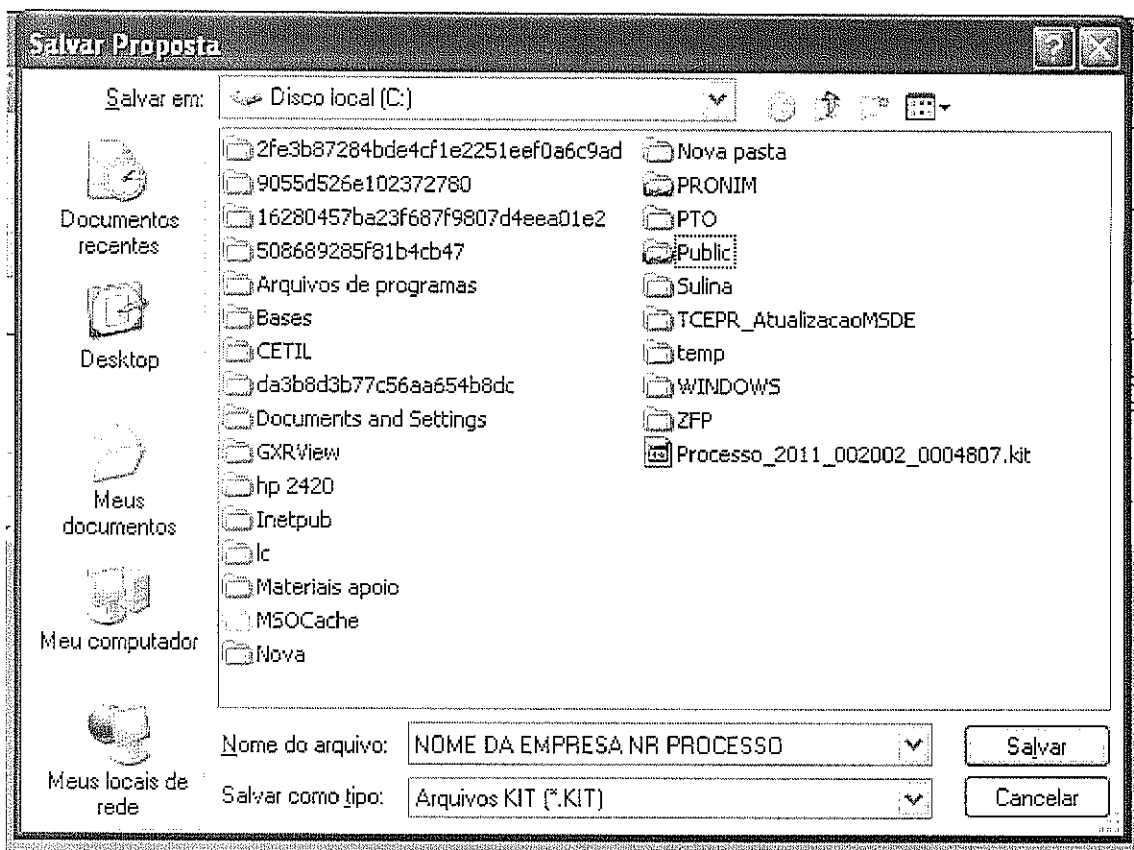 Salvar Proposta
Salvar em:
Disco local (C:)
Documentos
recentes
Desktop
Meus
documentos
Meu computador
Meus locais de
rede
2fe3b87284bde4cf1e2251eef0a6c9ad
9055d526e102372780
16280457ba23f687f9807d4eea01e2
508689285f81b4cb47
Arquivos de programas
Bases
CETIL
da3b8d3b77c56aa654b8dc
Documents and Settings
GXRView
hp 2420
Inetpub
lc
Materiais apoio
MSOCache
Nova
Nova pasta
PRONIM
PTO
Public
Sulina
TCEPR_AtualizacaoMSDE
temp
WINDOWS
ZFP
Processo_2011_002002_0004807.kit
Nome do arquivo:
NOME DA EMPRESA NR PROCESSO
Salvar
Salvar como tipo:
Arquivos KIT (*.KIT)
Cancelar